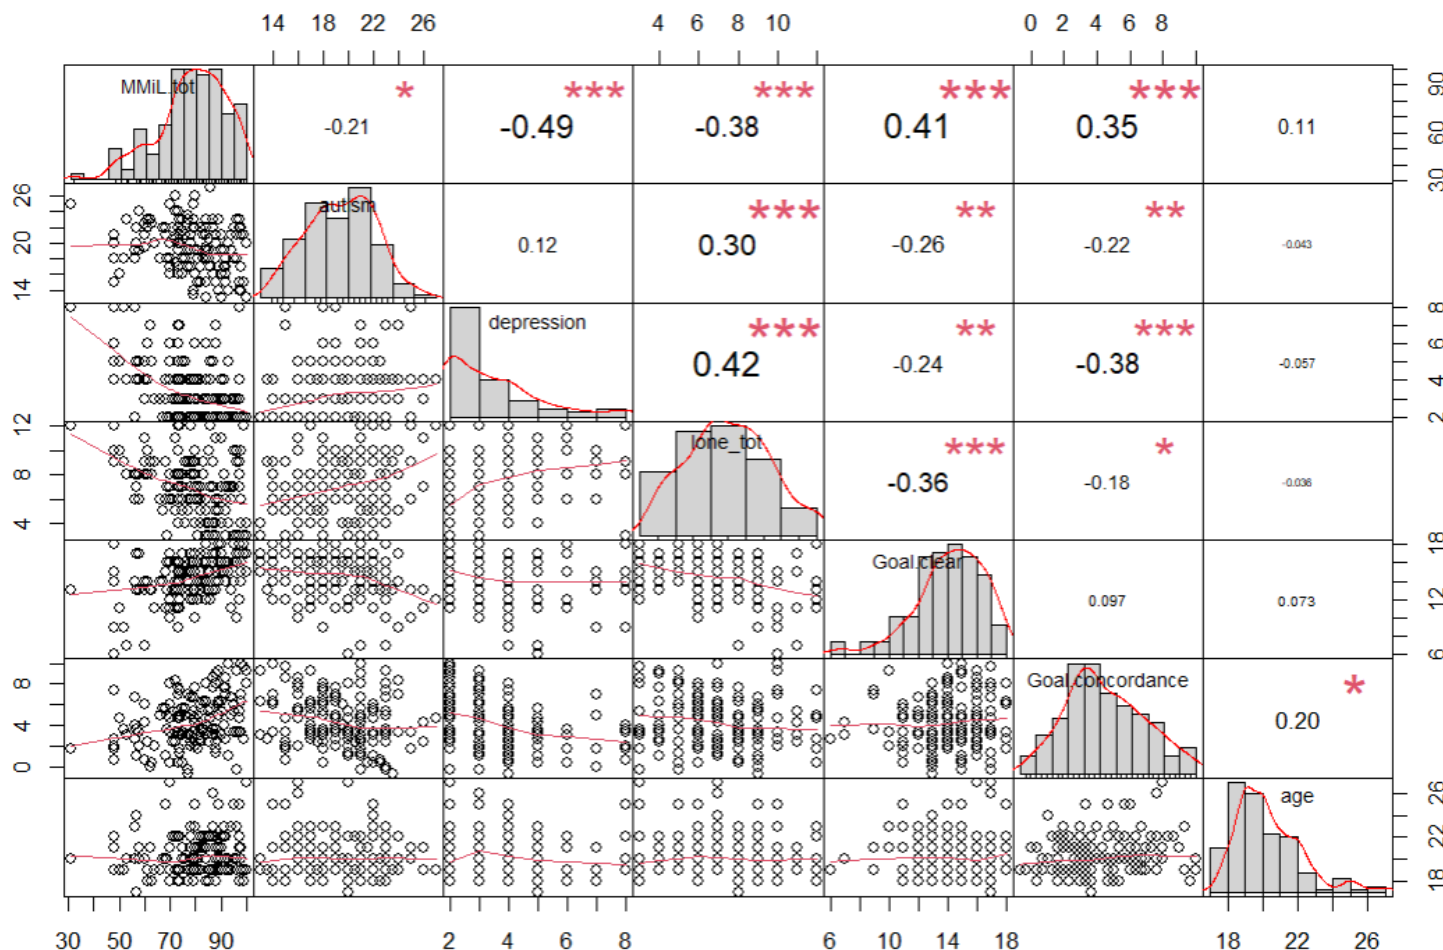 14 18 22 26 4 6 8 10 0 2 4 6 8
MMiL.tot * *** *** *** ***
-0.21 -0.49 -0.38 0.41 0.35 0.11
30 60 90
autism *** ** **
0.12 0.30 -0.26 -0.22 -0.043
14 20 26
depression *** ** ***
0.42 -0.24 -0.38 -0.057
2 4 6 8
lone_tot *** *
-0.36 -0.18 -0.036
4 8 12
Goal.clear
0.097 0.073
6 12 18
Goal.concordance *
0.20
0 4 8
age
18 22 26
30 50 70 90 2 4 6 8 6 10 14 18 18 22 26